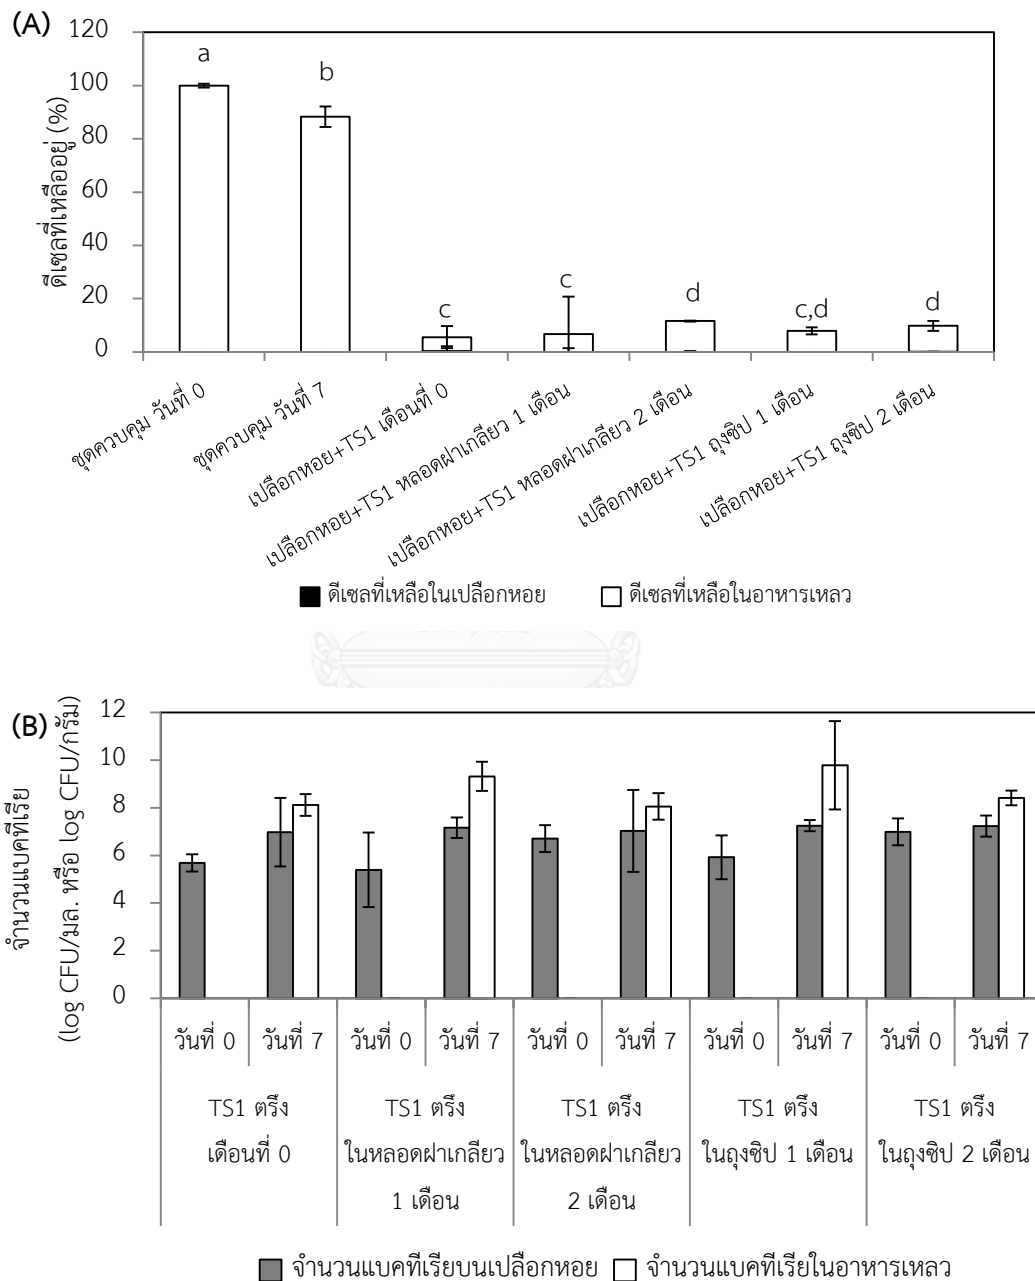 (A)
120
100
80
60
40
20
0
ดีเซลที่เหลืออยู่ (%)
a
b
c
c
d
c,d
d
ชุดควบคุม วันที่ 0
ชุดควบคุม วันที่ 7
เปลือกหอย+TS1 เดือนที่ 0
เปลือกหอย+TS1 หลอดฝาเกลียว 1 เดือน
เปลือกหอย+TS1 หลอดฝาเกลียว 2 เดือน
เปลือกหอย+TS1 ถุงซิป 1 เดือน
เปลือกหอย+TS1 ถุงซิป 2 เดือน
ดีเซลที่เหลือในเปลือกหอย
ดีเซลที่เหลือในอาหารเหลว
(B)
จำนวนแบคทีเรีย
(log CFU/มล. หรือ log CFU/กรัม)
12
10
8
6
4
2
0
วันที่ 0 วันที่ 7 วันที่ 0 วันที่ 7 วันที่ 0 วันที่ 7 วันที่ 0 วันที่ 7 วันที่ 0 วันที่ 7
TS1 ตรึง
เดือนที่ 0
TS1 ตรึง
ในหลอดฝาเกลียว
1 เดือน
TS1 ตรึง
ในหลอดฝาเกลียว
2 เดือน
TS1 ตรึง
ในถุงซิป 1 เดือน
TS1 ตรึง
ในถุงซิป 2 เดือน
จำนวนแบคทีเรียบนเปลือกหอย
จำนวนแบคทีเรียในอาหารเหลว